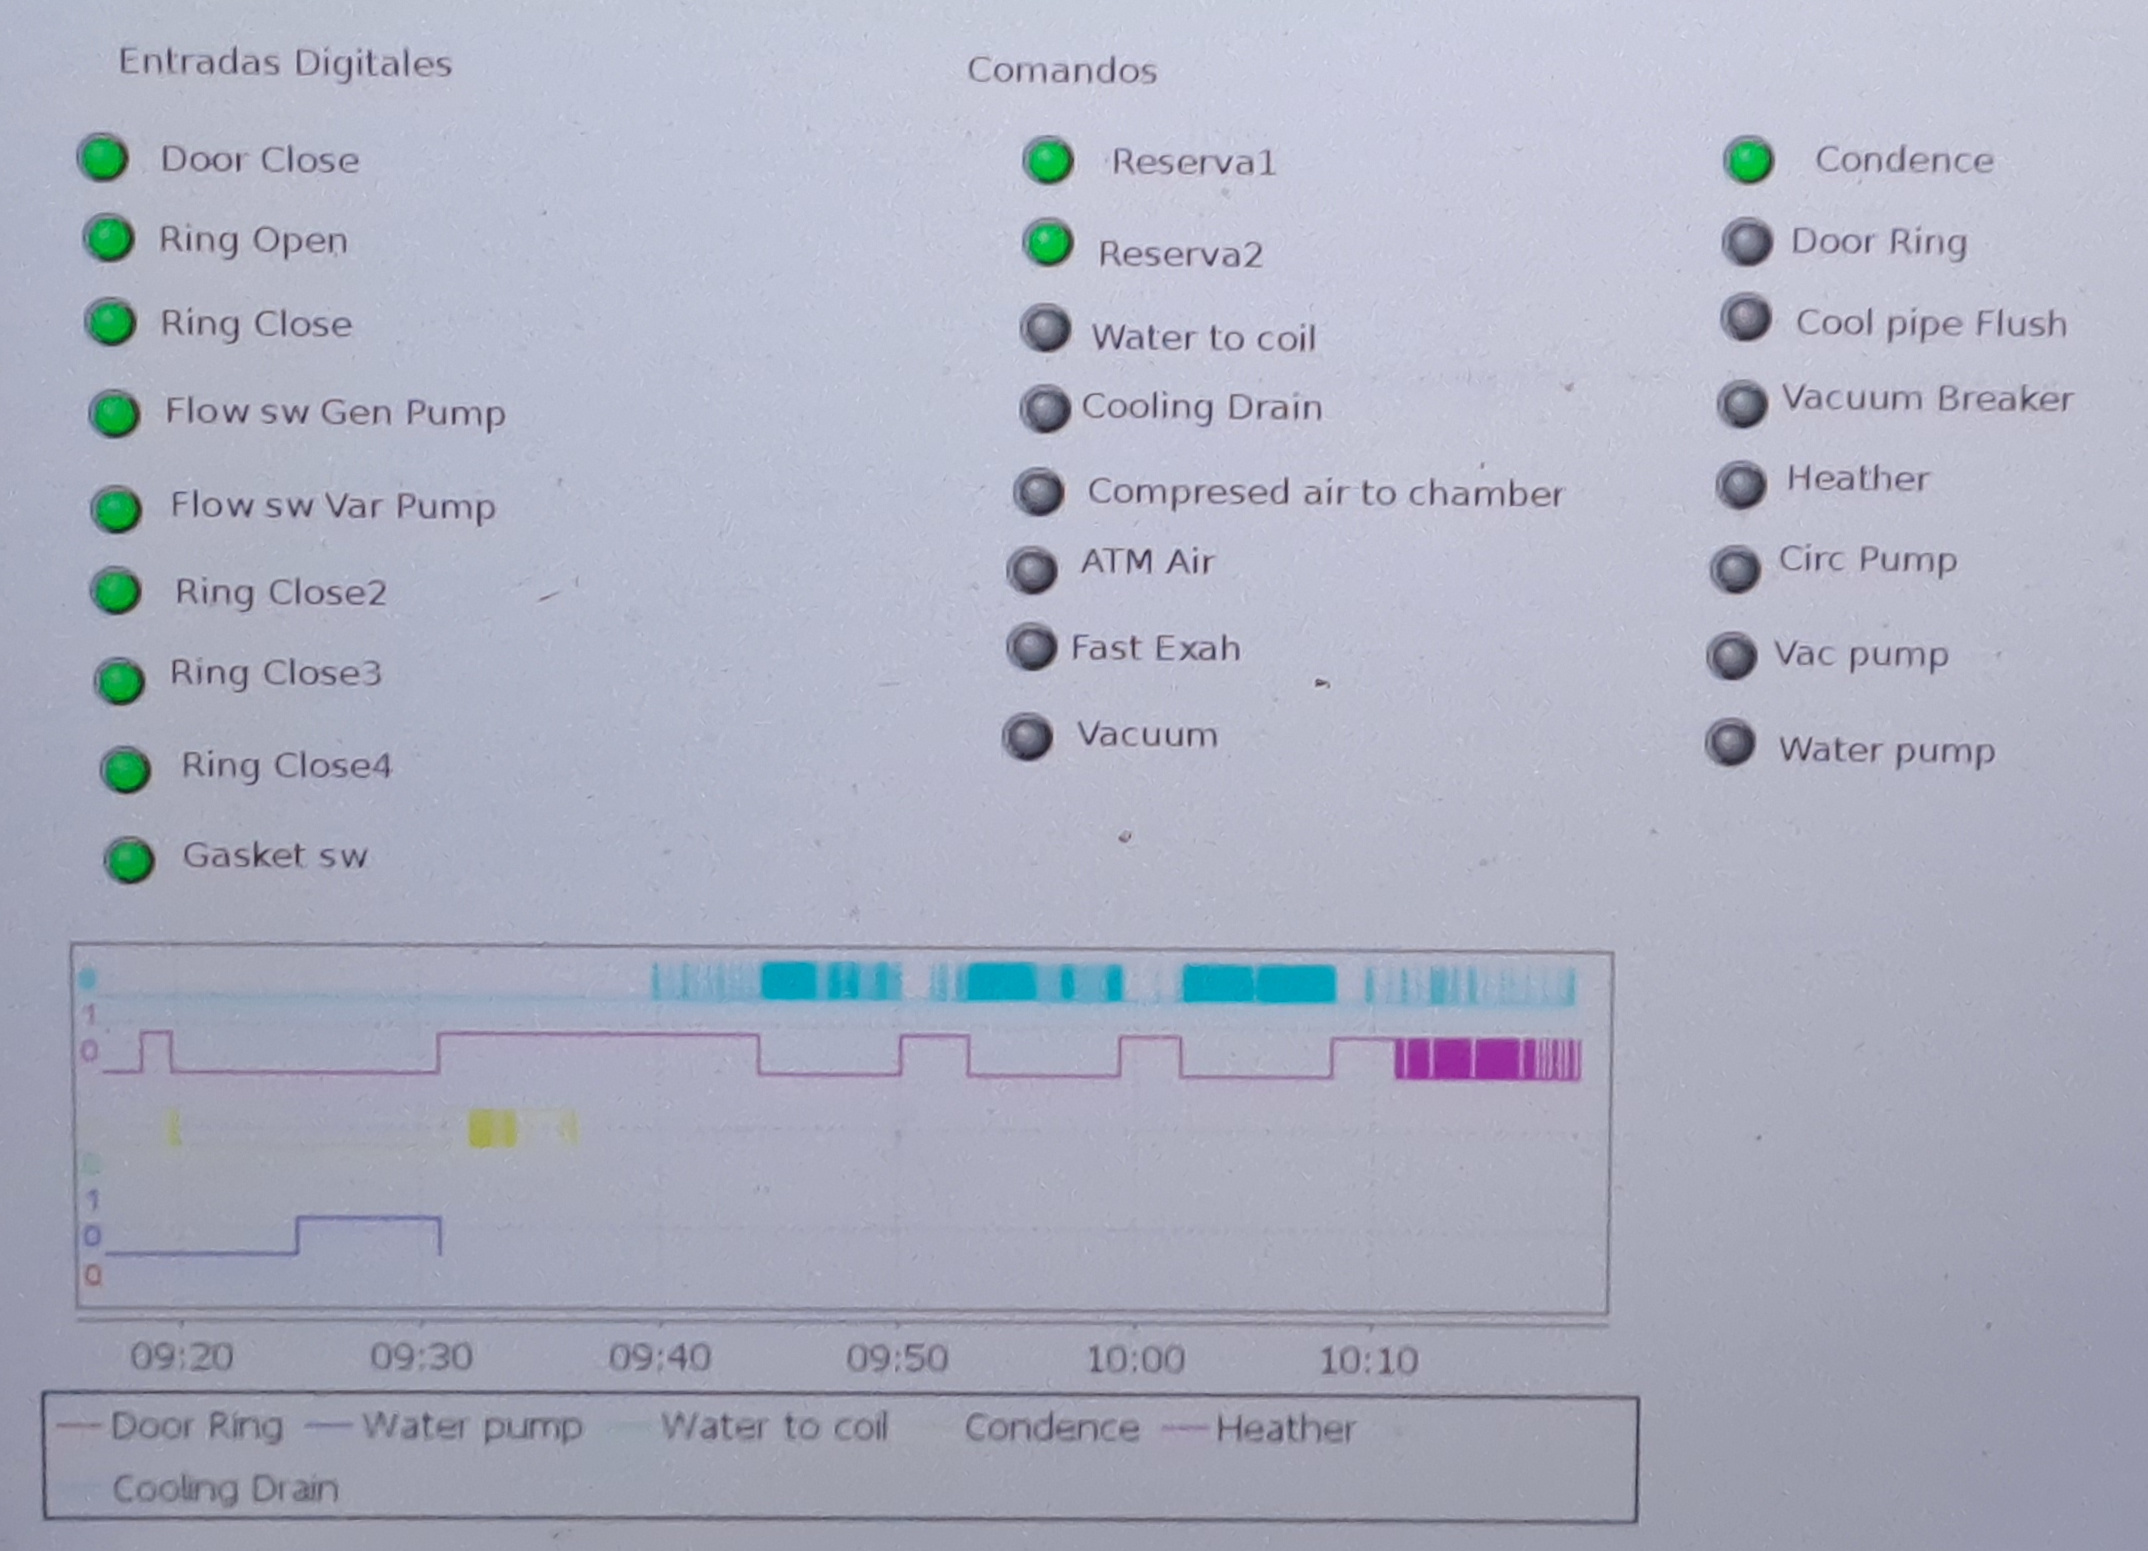 Entradas Digitales
Comandos
Door Close
Ring Open
Ring Close
Flow sw Gen Pump
Flow sw Var Pump
Ring Close2
Ring Close3
Ring Close4
Gasket sw
Reserva1
Reserva2
Water to coil
Cooling Drain
Compresed air to chamber
ATM Air
Fast Exah
Vacuum
Condence
Door Ring
Cool pipe Flush
Vacuum Breaker
Heather
Circ Pump
Vac pump
Water pump
1
0
1
0
0
09:20 09:30 09:40 09:50 10:00 10:10
Door Ring Water pump Water to coil Condence Heather
Cooling Drain